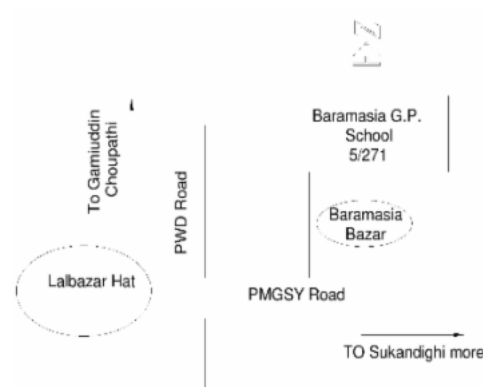 N
Baramasia G.P.
School
5/271
To Gamiuddin
Choupathi
PWD Road
Baramasia
Bazar
Lalbazar Hat
PMGSY Road
TO Sukandighi more